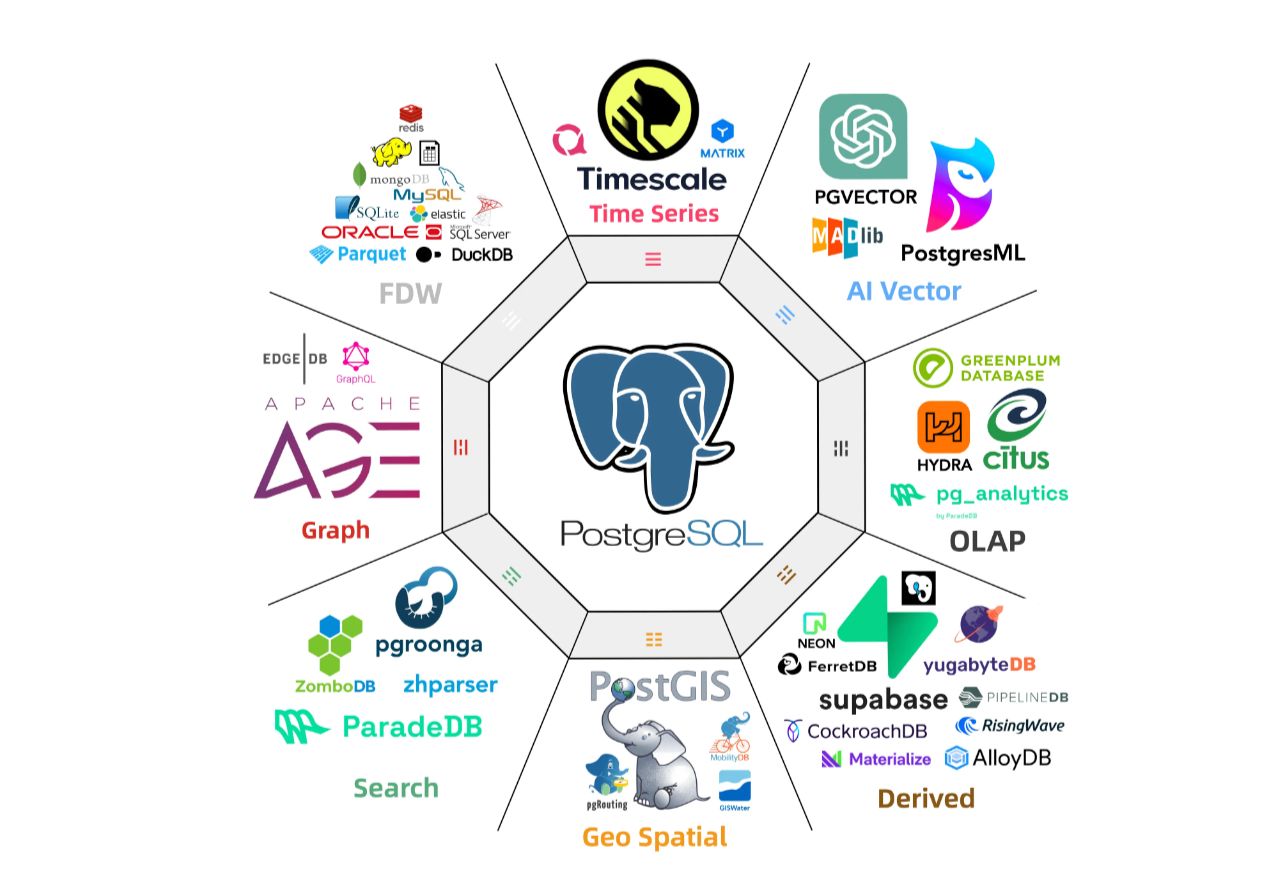 Timescale
MATRIX
Time Series
PGVECTOR
MADlib
PostgresML
AI Vector
GREENPLUM
DATABASE
HYDRA
citus
pg_analytics
by ParadeDB
OLAP
NEON
FerretDB
yugabyteDB
supabase
PIPELINEDB
CockroachDB
RisingWave
Materialize
AlloyDB
Derived
PostGIS
MobilityDB
pgRouting
GISWater
Geo Spatial
pgroonga
ZomboDB
zhparser
ParadeDB
Search
EDGE DB
GraphQL
APACHE
AGE
Graph
redis
mongoDB
MySQL
SQLite
elastic
ORACLE
Microsoft
SQL Server
Parquet
DuckDB
FDW
☰
☱
☲
☳
☷
☶
☵
☴
PostgreSQL